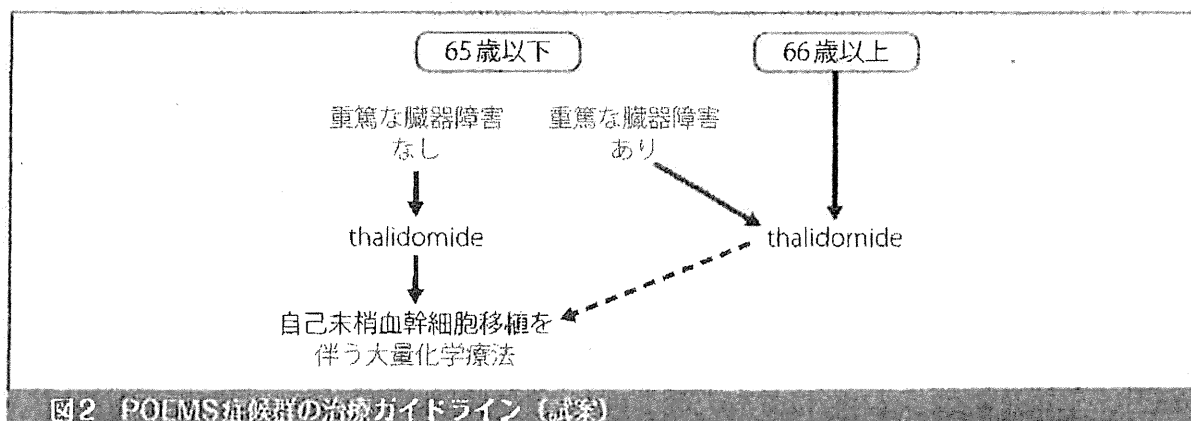 65歳以下
66歳以上
重篤な臓器障害
なし
重篤な臓器障害
あり
thalidomide
thalidomide
自己末梢血幹細胞移植を
伴う大量化学療法
図2 POEMS症候群の治療ガイドライン（試案）